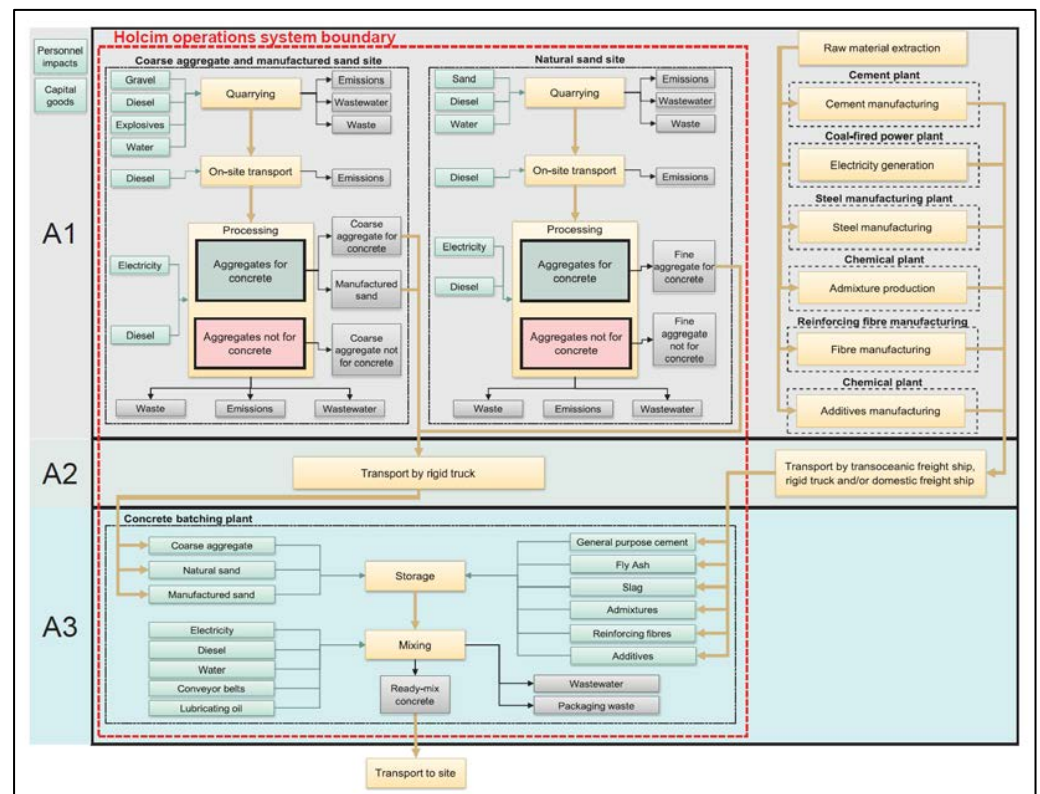 Holcim operations system boundary
Personnel
impacts
Capital
goods
A1
Coarse aggregate and manufactured sand site
Gravel
Diesel
Explosives
Water
Quarrying
Emissions
Wastewater
Waste
Diesel
On-site transport
Emissions
Processing
Electricity
Diesel
Aggregates for
concrete
Aggregates not for
concrete
Coarse
aggregate for
concrete
Manufactured
sand
Coarse
aggregate not
for concrete
Waste
Emissions
Wastewater
Natural sand site
Sand
Diesel
Water
Quarrying
Emissions
Wastewater
Waste
Diesel
On-site transport
Emissions
Processing
Electricity
Diesel
Aggregates for
concrete
Aggregates not for
concrete
Fine
aggregate for
concrete
Fine
aggregate
not for
concrete
Waste
Emissions
Wastewater
Raw material extraction
Cement plant
Cement manufacturing
Coal-fired power plant
Electricity generation
Steel manufacturing plant
Steel manufacturing
Chemical plant
Admixture production
Reinforcing fibre manufacturing
Fibre manufacturing
Chemical plant
Additives manufacturing
A2
Transport by rigid truck
Transport by transoceanic freight ship,
rigid truck and/or domestic freight ship
A3
Concrete batching plant
Coarse aggregate
Natural sand
Manufactured sand
Electricity
Diesel
Water
Conveyor belts
Lubricating oil
Storage
Mixing
Ready-mix
concrete
General purpose cement
Fly Ash
Slag
Admixtures
Reinforcing fibres
Additives
Wastewater
Packaging waste
Transport to site